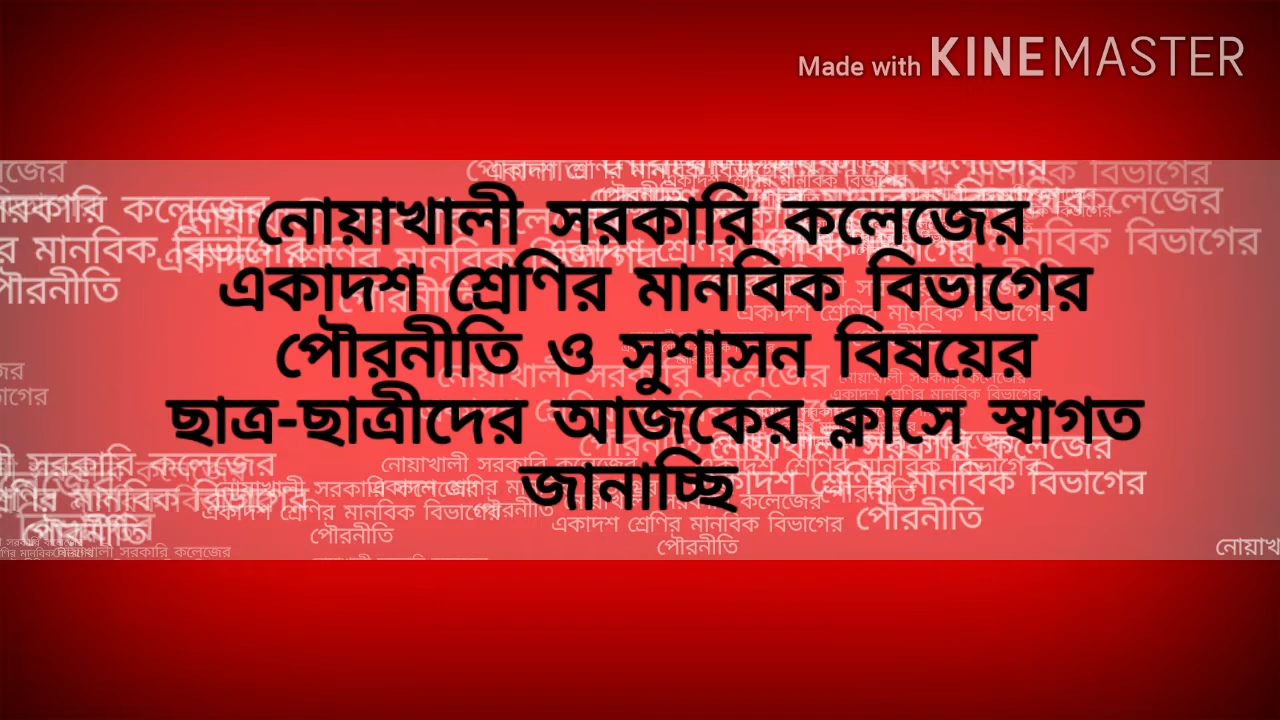 Made with KINEMASTER
নোয়াখালী সরকারি কলেজের
একাদশ শ্রেণির মানবিক বিভাগের
পৌরনীতি ও সুশাসন বিষয়ের
ছাত্র-ছাত্রীদের আজকের ক্লাসে স্বাগত
জানাচ্ছি